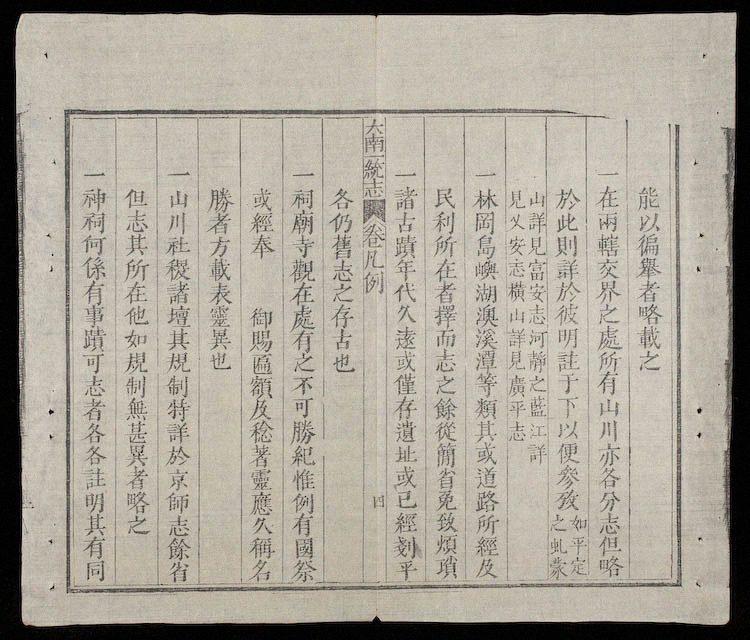 能以徧舉者略載之
一在兩轄交界之處所有山川亦各分志但略
於此則詳於彼明註于下以便參攷
如平定
之虬蒙
山詳見富安志河靜之藍江詳
見乂安志橫山詳見廣平志
一林岡島嶼湖澳溪潭等類其或道路所經及
民利所在者擇而志之餘從簡省免致煩瑣
一諸古蹟年代久遠或僅存遺址或已經剗平
大南一統志 卷凡例 四
各仍舊志之存古也
一祠廟寺觀在處有之不可勝紀惟例有國祭
或經奉 御賜匾額及稔著靈應久稱名
勝者方載表靈異也
一山川社稷諸壇其規制特詳於京師志餘省
但志其所在他如規制無甚異者略之
一神祠何係有事蹟可志者各各註明其有同